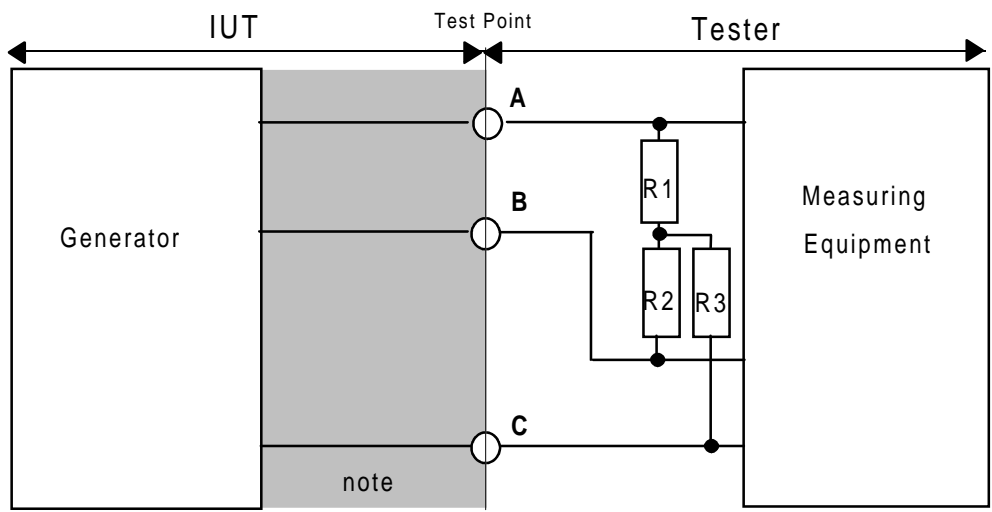 IUT
Test Point
Tester
A
B
C
R1
R2
R3
Generator
Measuring
Equipment
note